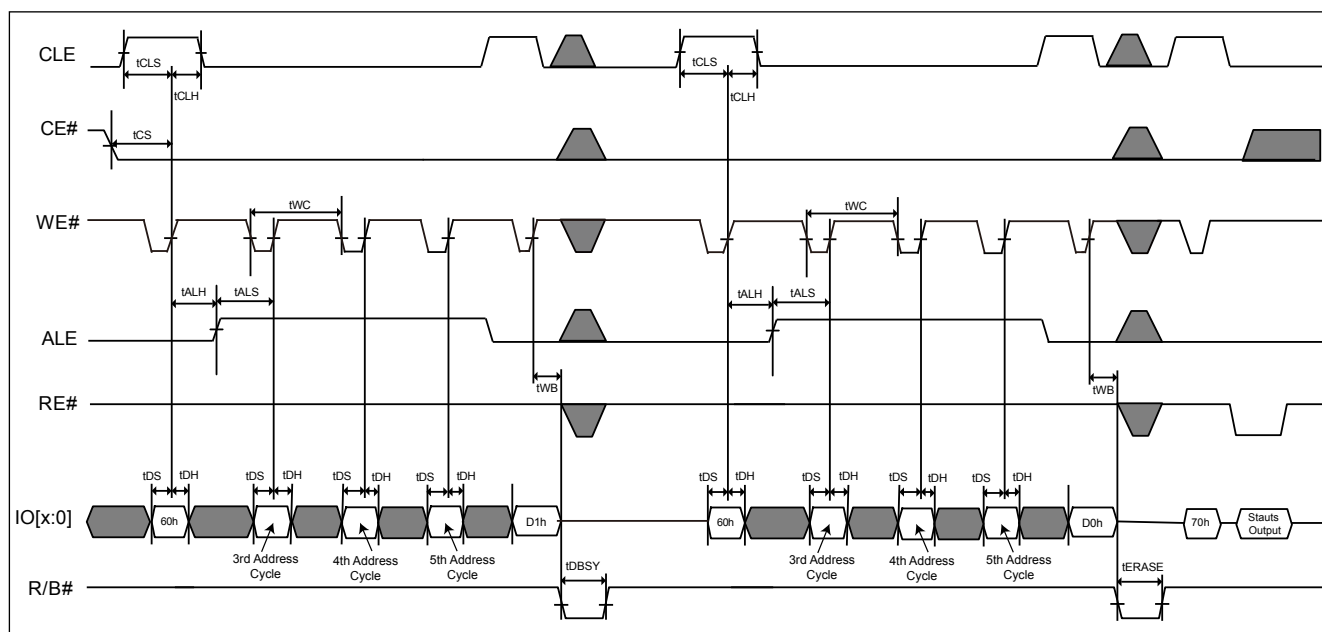 CLE
tCLS
tCLH
tCLS
tCLH
CE#
tCS
WE#
tWC
tWC
tALH
tALS
tALH
tALS
ALE
tWB
tWB
RE#
tDS
tDH
tDS
tDH
tDS
tDH
tDS
tDH
tDS
tDH
tDS
tDH
tDS
tDH
tDS
tDH
IO[x:0]
60h
D1h
60h
D0h
70h
Stauts
Output
3rd Address
Cycle
4th Address
Cycle
5th Address
Cycle
3rd Address
Cycle
4th Address
Cycle
5th Address
Cycle
R/B#
tDBSY
tERASE